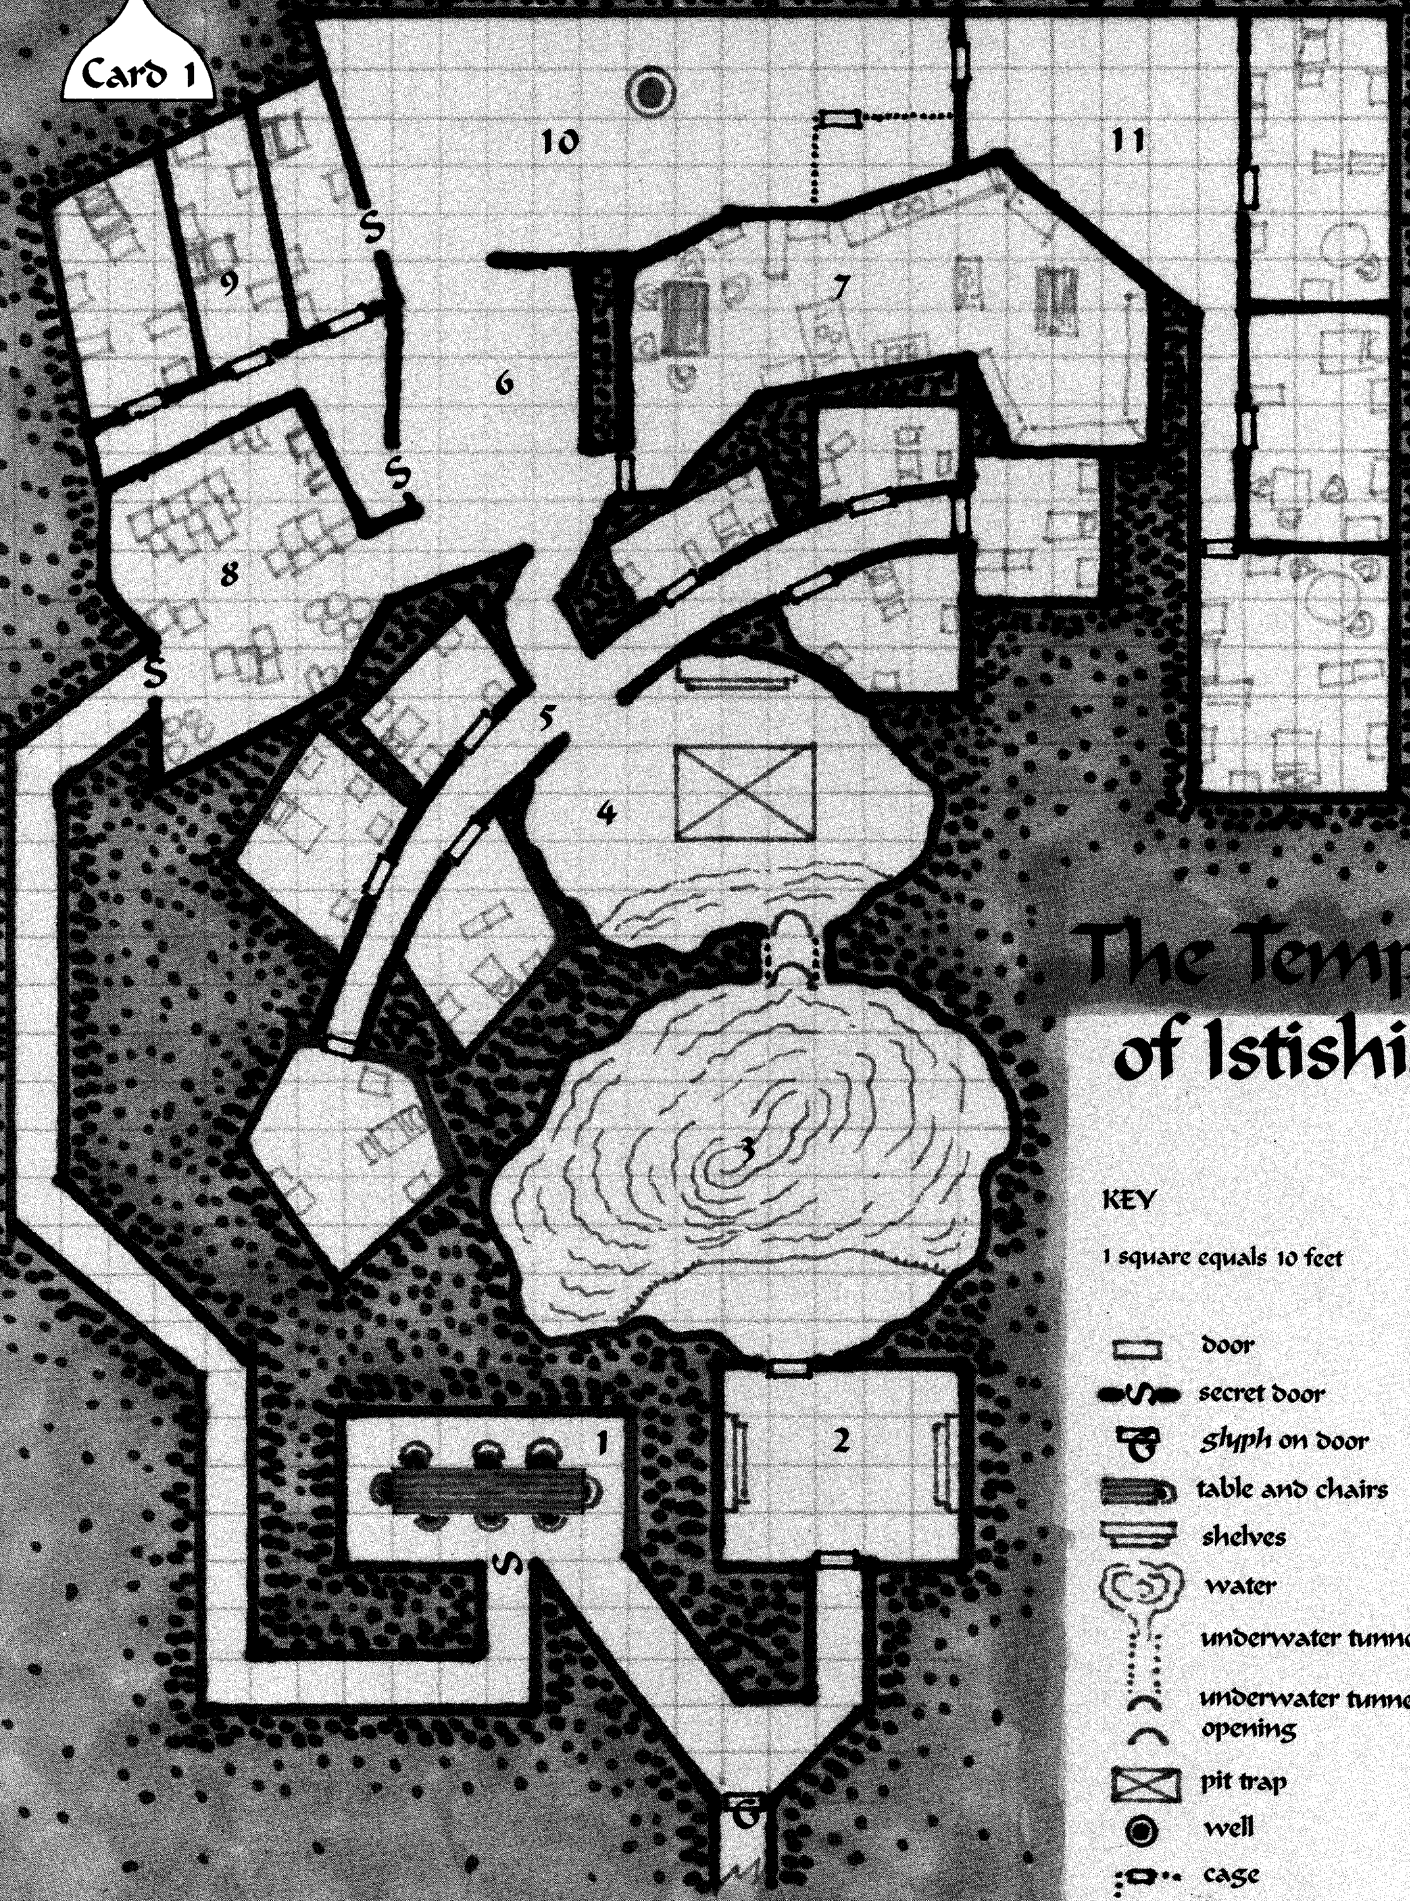 Card 1
10
11
S
9
7
6
S
8
S
5
4
The Temp
of Istishi
3
KEY
1 square equals 10 feet
door
S secret door
1
2
G glyph on door
table and chairs
shelves
S
water
underwater tunne
underwater tunne
opening
pit trap
G
well
cage